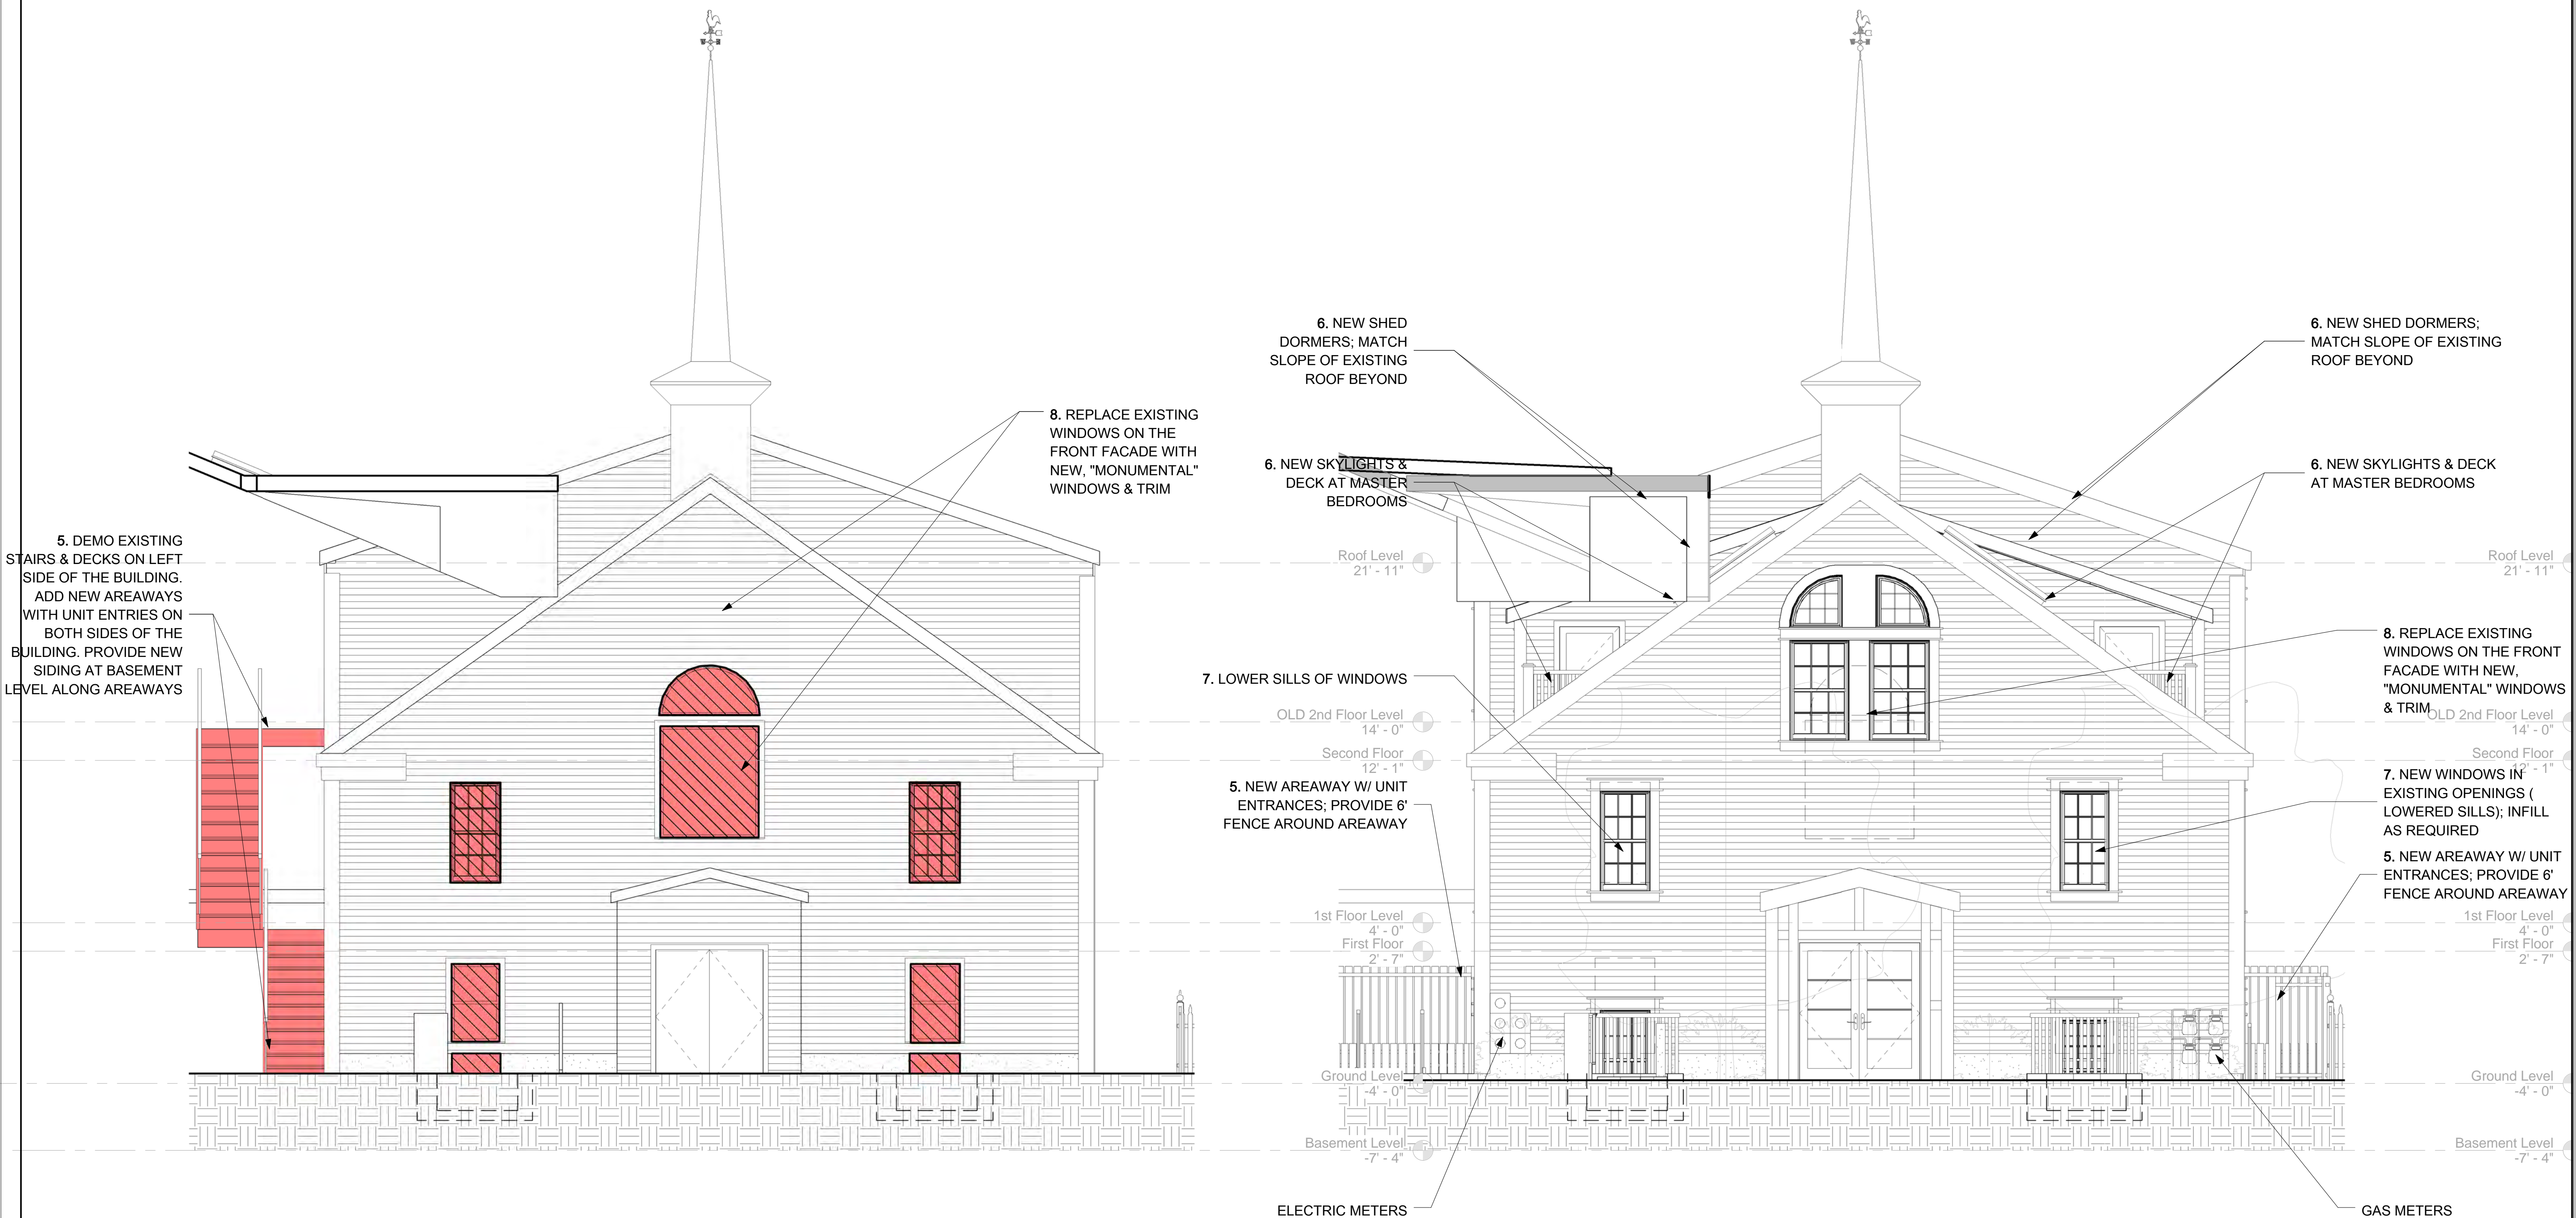 5. DEMO EXISTING
STAIRS & DECKS ON LEFT
SIDE OF THE BUILDING.
ADD NEW AREAWAYS
WITH UNIT ENTRIES ON
BOTH SIDES OF THE
BUILDING. PROVIDE NEW
SIDING AT BASEMENT
LEVEL ALONG AREAWAYS
8. REPLACE EXISTING
WINDOWS ON THE
FRONT FACADE WITH
NEW, "MONUMENTAL"
WINDOWS & TRIM
6. NEW SHED
DORMERS; MATCH
SLOPE OF EXISTING
ROOF BEYOND
6. NEW SKYLIGHTS &
DECK AT MASTER
BEDROOMS
Roof Level
21' - 11"
7. LOWER SILLS OF WINDOWS
OLD 2nd Floor Level
14' - 0"
Second Floor
12' - 1"
5. NEW AREAWAY W/ UNIT
ENTRANCES; PROVIDE 6'
FENCE AROUND AREAWAY
1st Floor Level
4' - 0"
First Floor
2' - 7"
Ground Level
-4' - 0"
Basement Level
-7' - 4"
ELECTRIC METERS
6. NEW SHED DORMERS;
MATCH SLOPE OF EXISTING
ROOF BEYOND
6. NEW SKYLIGHTS & DECK
AT MASTER BEDROOMS
Roof Level
21' - 11"
8. REPLACE EXISTING
WINDOWS ON THE FRONT
FACADE WITH NEW,
"MONUMENTAL" WINDOWS
& TRIM
OLD 2nd Floor Level
14' - 0"
Second Floor
12' - 1"
7. NEW WINDOWS IN
EXISTING OPENINGS (
LOWERED SILLS); INFILL
AS REQUIRED
5. NEW AREAWAY W/ UNIT
ENTRANCES; PROVIDE 6'
FENCE AROUND AREAWAY
1st Floor Level
4' - 0"
First Floor
2' - 7"
Ground Level
-4' - 0"
Basement Level
-7' - 4"
GAS METERS